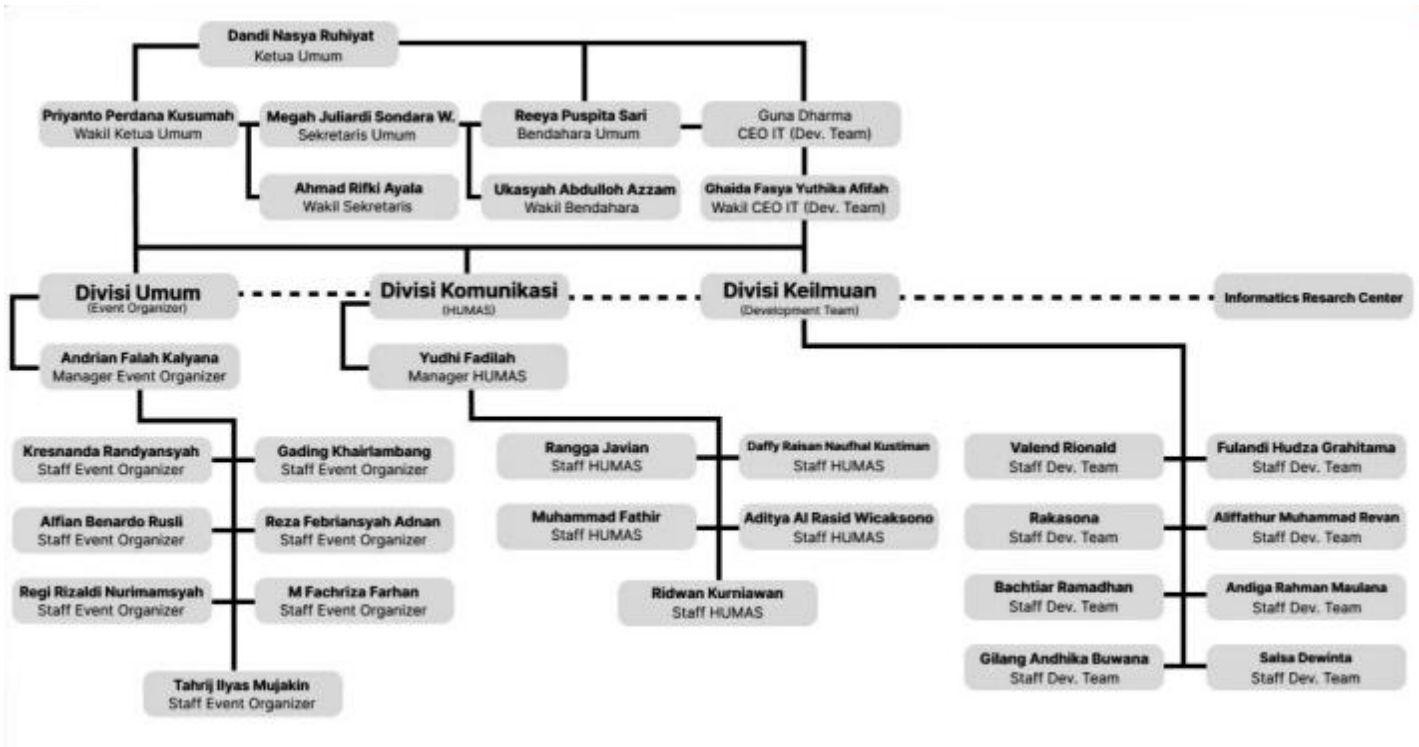 Dandi Nasya Ruhiyat
Ketua Umum
Priyanto Perdana Kusumah
Wakil Ketua Umum
Megah Juliardi Sondara W.
Sekretaris Umum
Reeya Puspita Sari
Bendahara Umum
Guna Dharma
CEO IT (Dev. Team)
Ahmad Rifki Ayala
Wakil Sekretaris
Ukasyah Abdulloh Azzam
Wakil Bendahara
Ghaida Fasya Yuthika Afifah
Wakil CEO IT (Dev. Team)
Divisi Umum
(Event Organizer)
Divisi Komunikasi
(HUMAS)
Divisi Keilmuan
(Development Team)
Informatics Resarch Center
Andrian Falah Kalyana
Manager Event Organizer
Yudhi Fadilah
Manager HUMAS
Kresnanda Randyansyah
Staff Event Organizer
Gading Khairlambang
Staff Event Organizer
Rangga Javian
Staff HUMAS
Daffy Raisan Naufhal Kustiman
Staff HUMAS
Valend Rionald
Staff Dev. Team
Fulandi Hudza Grahitama
Staff Dev. Team
Alfian Benardo Rusli
Staff Event Organizer
Reza Febriansyah Adnan
Staff Event Organizer
Muhammad Fathir
Staff HUMAS
Aditya Al Rasid Wicaksono
Staff HUMAS
Rakasona
Staff Dev. Team
Aliffathur Muhammad Revan
Staff Dev. Team
Regi Rizaldi Nurimamsyah
Staff Event Organizer
M Fachriza Farhan
Staff Event Organizer
Ridwan Kurniawan
Staff HUMAS
Bachtiar Ramadhan
Staff Dev. Team
Andiga Rahman Maulana
Staff Dev. Team
Gilang Andhika Buwana
Staff Dev. Team
Salsa Dewinta
Staff Dev. Team
Tahrij Ilyas Mujakin
Staff Event Organizer